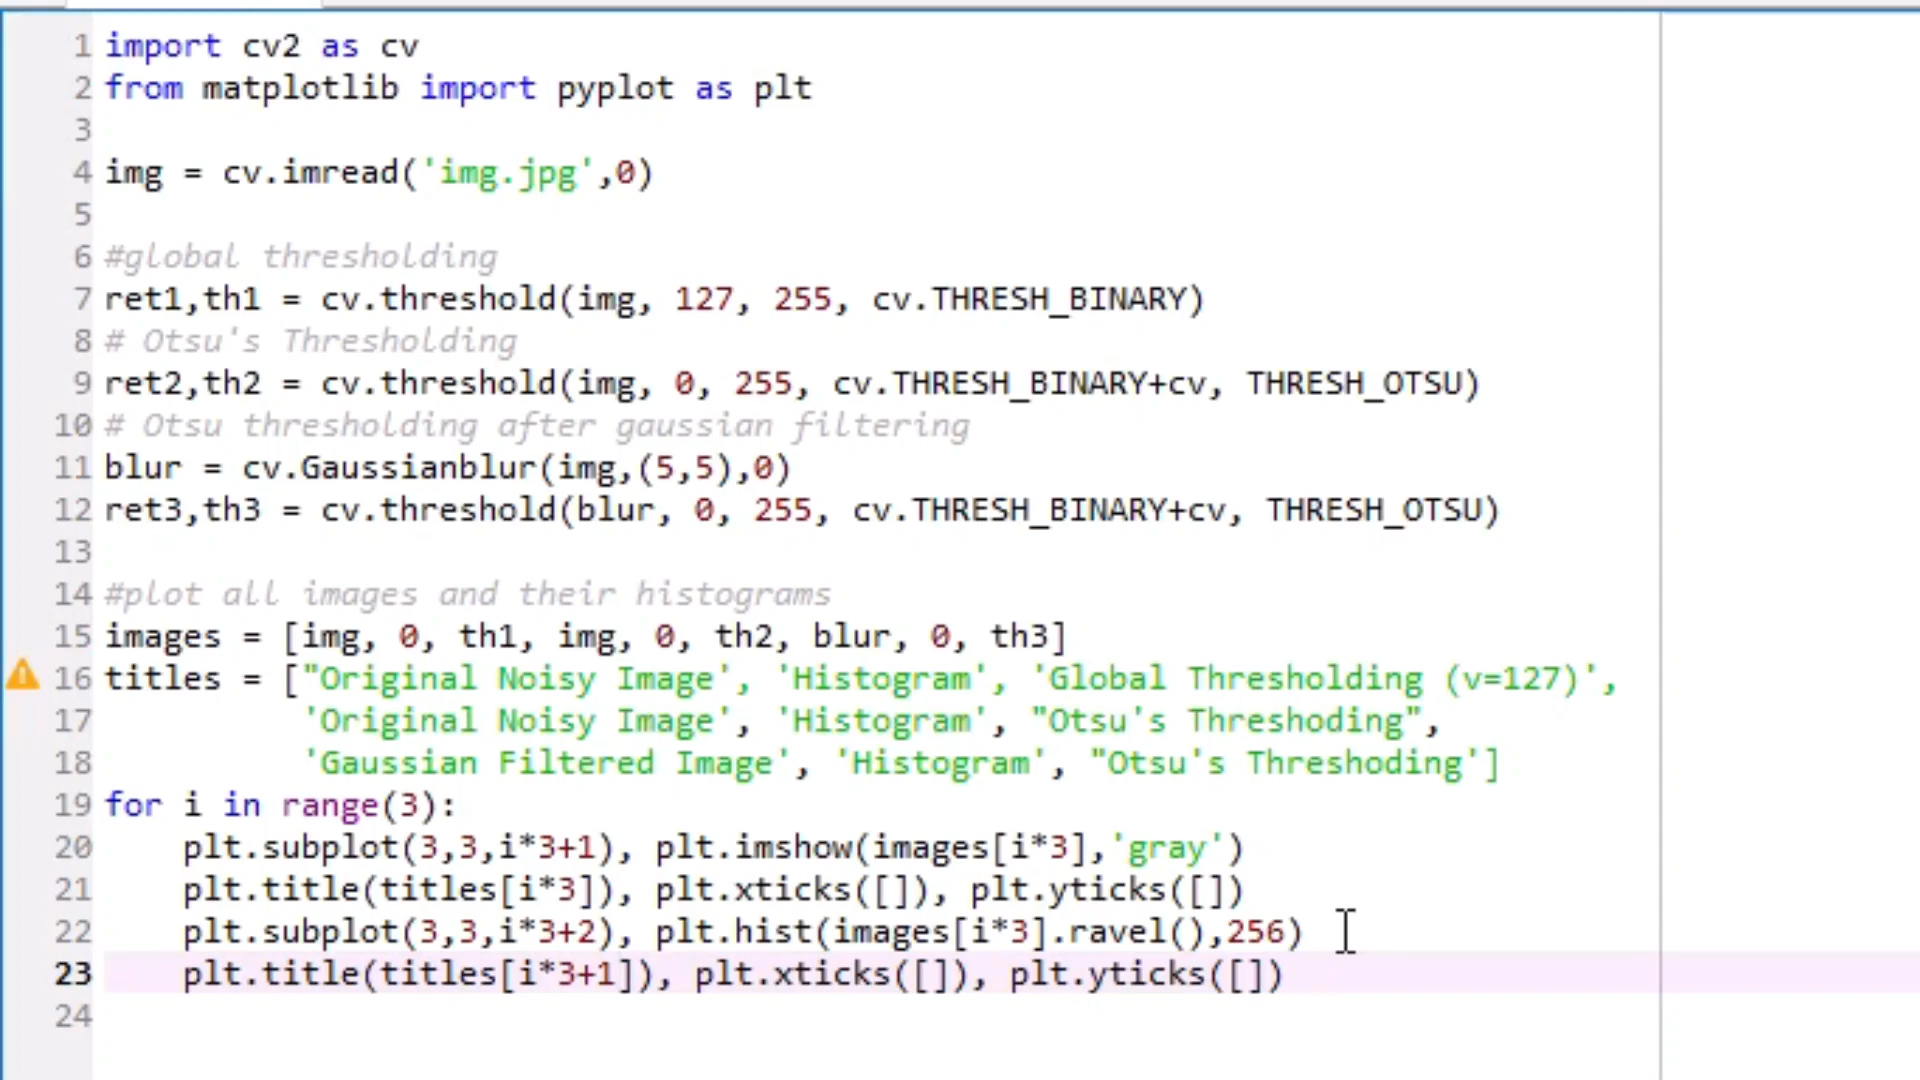 1 import cv2 as cv
2 from matplotlib import pyplot as plt
3
4 img = cv.imread('img.jpg',0)
5
6 #global thresholding
7 ret1,th1 = cv.threshold(img, 127, 255, cv.THRESH_BINARY)
8 # Otsu's Thresholding
9 ret2,th2 = cv.threshold(img, 0, 255, cv.THRESH_BINARY+cv, THRESH_OTSU)
10 # Otsu thresholding after gaussian filtering
11 blur = cv.Gaussianblur(img,(5,5),0)
12 ret3,th3 = cv.threshold(blur, 0, 255, cv.THRESH_BINARY+cv, THRESH_OTSU)
13
14 #plot all images and their histograms
15 images = [img, 0, th1, img, 0, th2, blur, 0, th3]
16 titles = ["Original Noisy Image', 'Histogram', 'Global Thresholding (v=127)',
17           'Original Noisy Image', 'Histogram', "Otsu's Threshoding",
18           'Gaussian Filtered Image', 'Histogram', "Otsu's Threshoding']
19 for i in range(3):
20     plt.subplot(3,3,i*3+1), plt.imshow(images[i*3],'gray')
21     plt.title(titles[i*3]), plt.xticks([]), plt.yticks([])
22     plt.subplot(3,3,i*3+2), plt.hist(images[i*3].ravel(),256)
23     plt.title(titles[i*3+1]), plt.xticks([]), plt.yticks([])
24